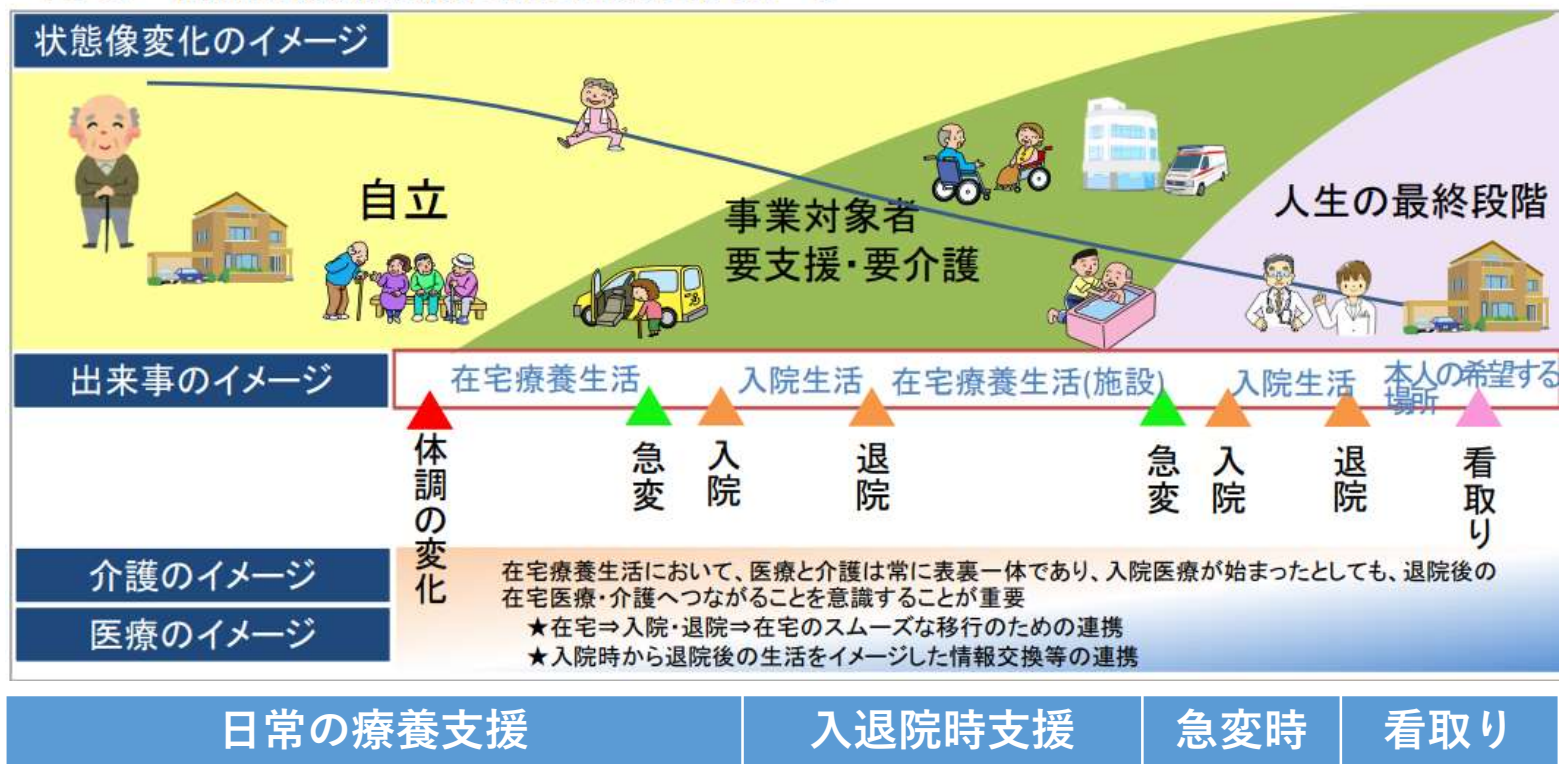 状態像変化のイメージ
自立
事業対象者
要支援・要介護
人生の最終段階
出来事のイメージ
在宅療養生活
入院生活
在宅療養生活(施設)
入院生活
本人の希望する
場所
体調の変化
急変
入院
退院
急変
入院
退院
看取り
介護のイメージ
医療のイメージ
在宅療養生活において、医療と介護は常に表裏一体であり、入院医療が始まったとしても、退院後の
在宅医療・介護へつながることを意識することが重要
★在宅⇒入院・退院⇒在宅のスムーズな移行のための連携
★入院時から退院後の生活をイメージした情報交換等の連携
日常の療養支援
入退院時支援
急変時
看取り